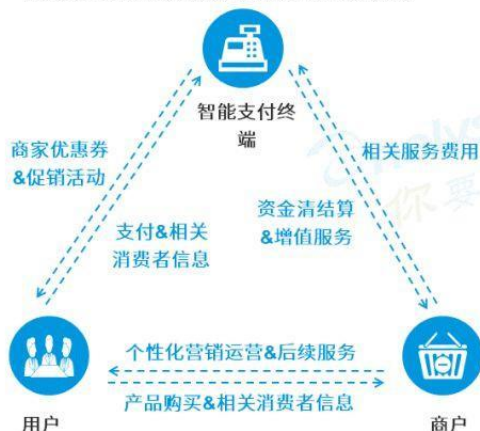 智能支付终
端
商家优惠券
&促销活动
相关服务费用
支付&相关
消费者信息
资金清结算
&增值服务
个性化营销运营&后续服务
产品购买&相关消费者信息
用户
商户
你要